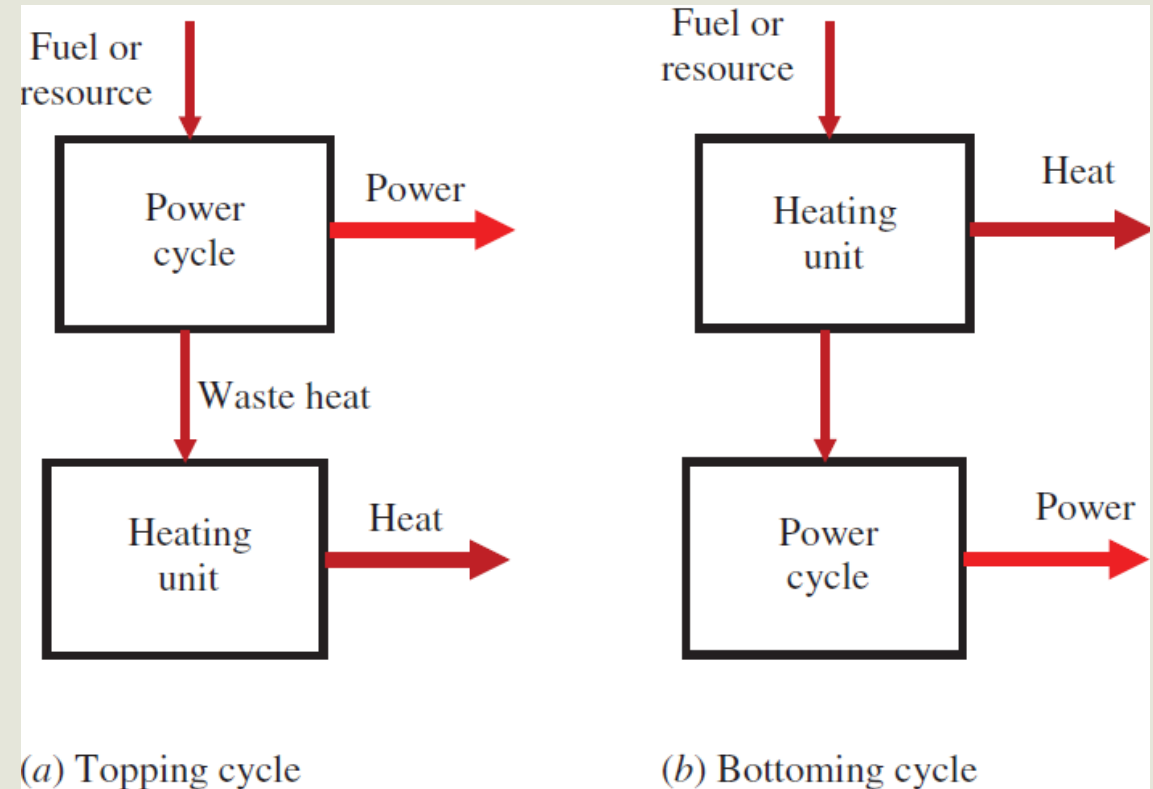 Fuel or
resource
Power
cycle
Power
Waste heat
Heating
unit
Heat
(a) Topping cycle
Fuel or
resource
Heating
unit
Heat
Power
cycle
Power
(b) Bottoming cycle